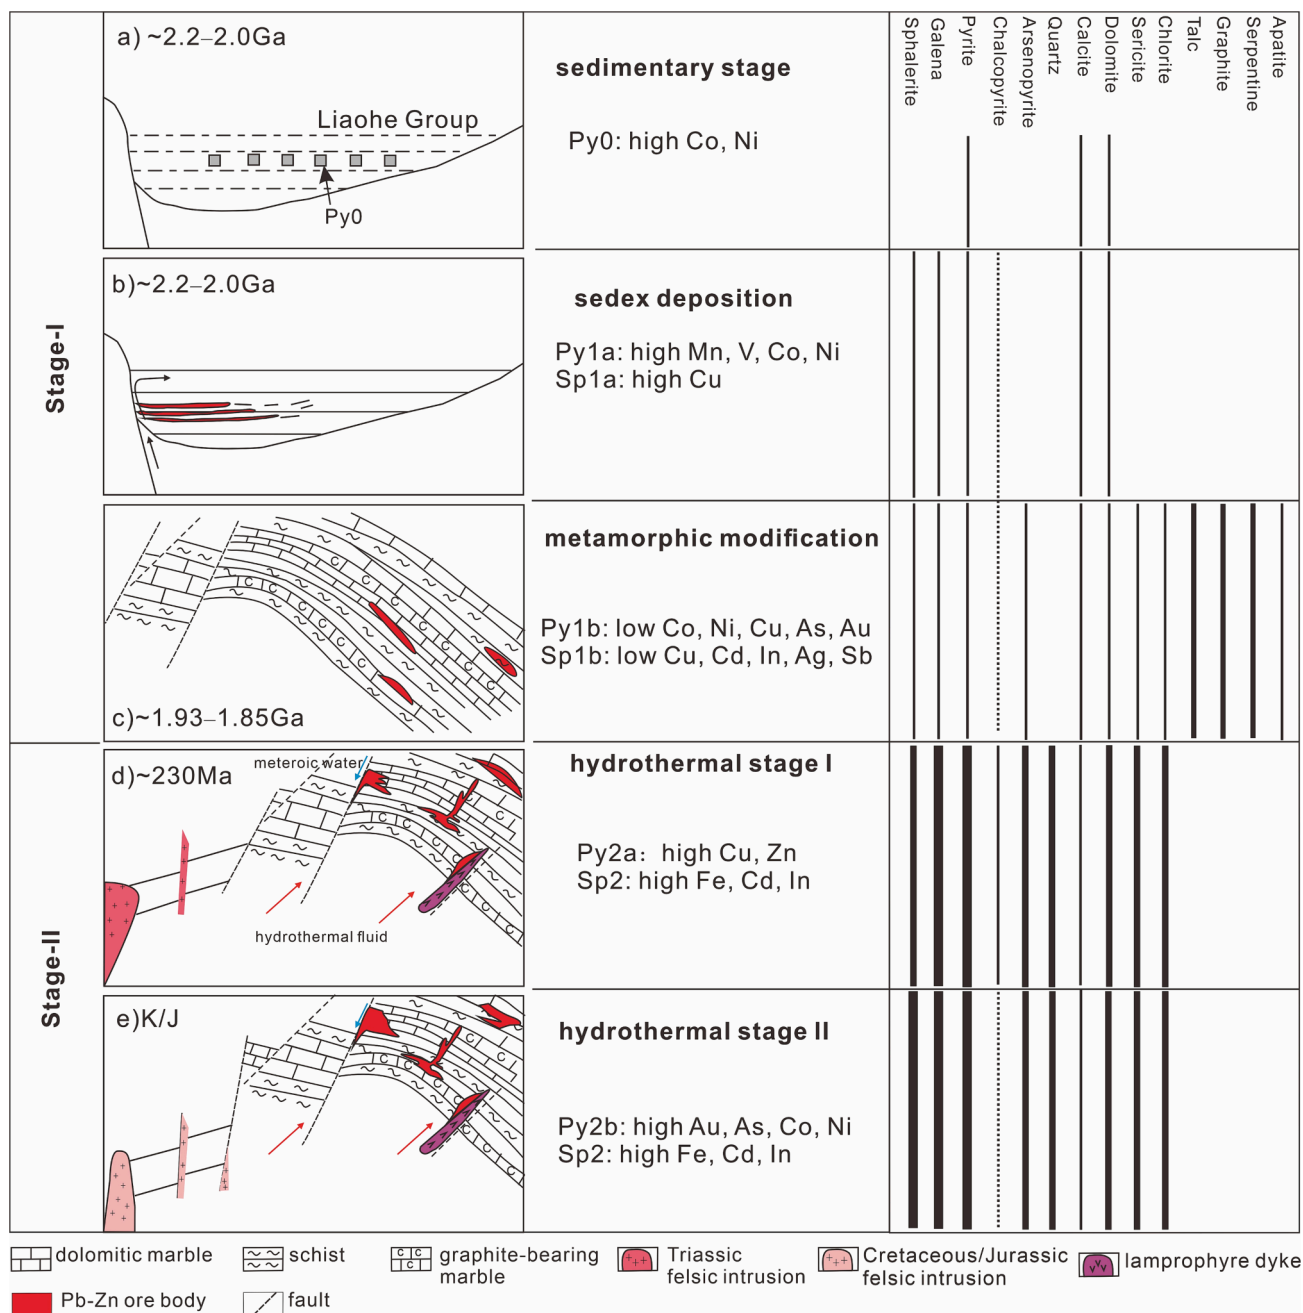 a) ~2.2–2.0Ga
Liaohe Group
Py0
sedimentary stage
Py0: high Co, Ni
Sphalerite
Galena
Pyrite
Chalcopyrite
Arsenopyrite
Quartz
Calcite
Dolomite
Sericite
Chlorite
Talc
Graphite
Serpentine
Apatite
Stage-I
b)~2.2–2.0Ga
sedex deposition
Py1a: high Mn, V, Co, Ni
Sp1a: high Cu
c)~1.93–1.85Ga
metamorphic modification
Py1b: low Co, Ni, Cu, As, Au
Sp1b: low Cu, Cd, In, Ag, Sb
C C C C C C C C C C C
Stage-II
d)~230Ma
meteroic water
hydrothermal fluid
C C C C C C C
hydrothermal stage I
Py2a: high Cu, Zn
Sp2: high Fe, Cd, In
e)K/J
C C C C C C C
hydrothermal stage II
Py2b: high Au, As, Co, Ni
Sp2: high Fe, Cd, In
dolomitic marble
schist
C C
C
graphite-bearing
marble
Triassic
felsic intrusion
Cretaceous/Jurassic
felsic intrusion
lamprophyre dyke
Pb-Zn ore body
fault